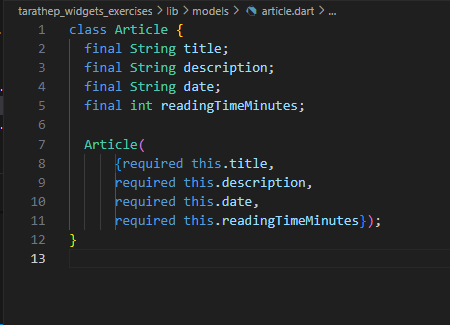 tarathep_widgets_exercises > lib > models > article.dart > ...
1 class Article {
2 final String title;
3 final String description;
4 final String date;
5 final int readingTimeMinutes;
6
7 Article(
8 {required this.title,
9 required this.description,
10 required this.date,
11 required this.readingTimeMinutes});
12 }
13